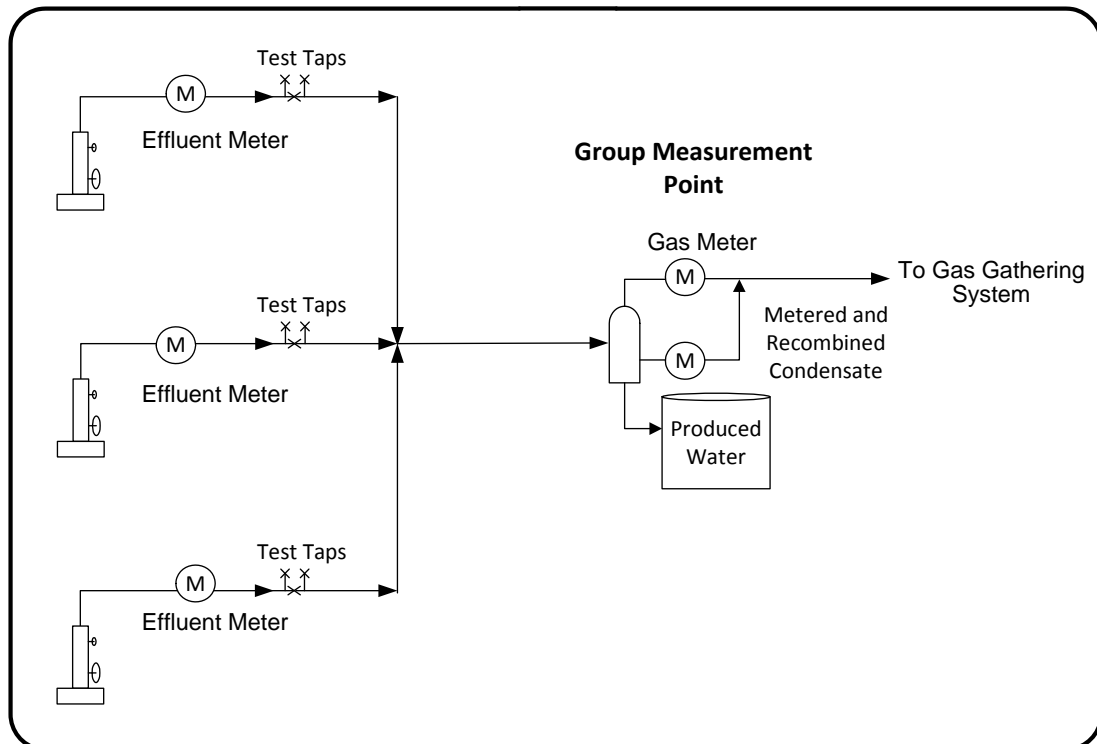 Test Taps
M
Effluent Meter
Group Measurement
Point
Gas Meter
M
To Gas Gathering
System
Test Taps
M
Effluent Meter
Metered and
Recombined
Condensate
M
Produced
Water
Test Taps
M
Effluent Meter